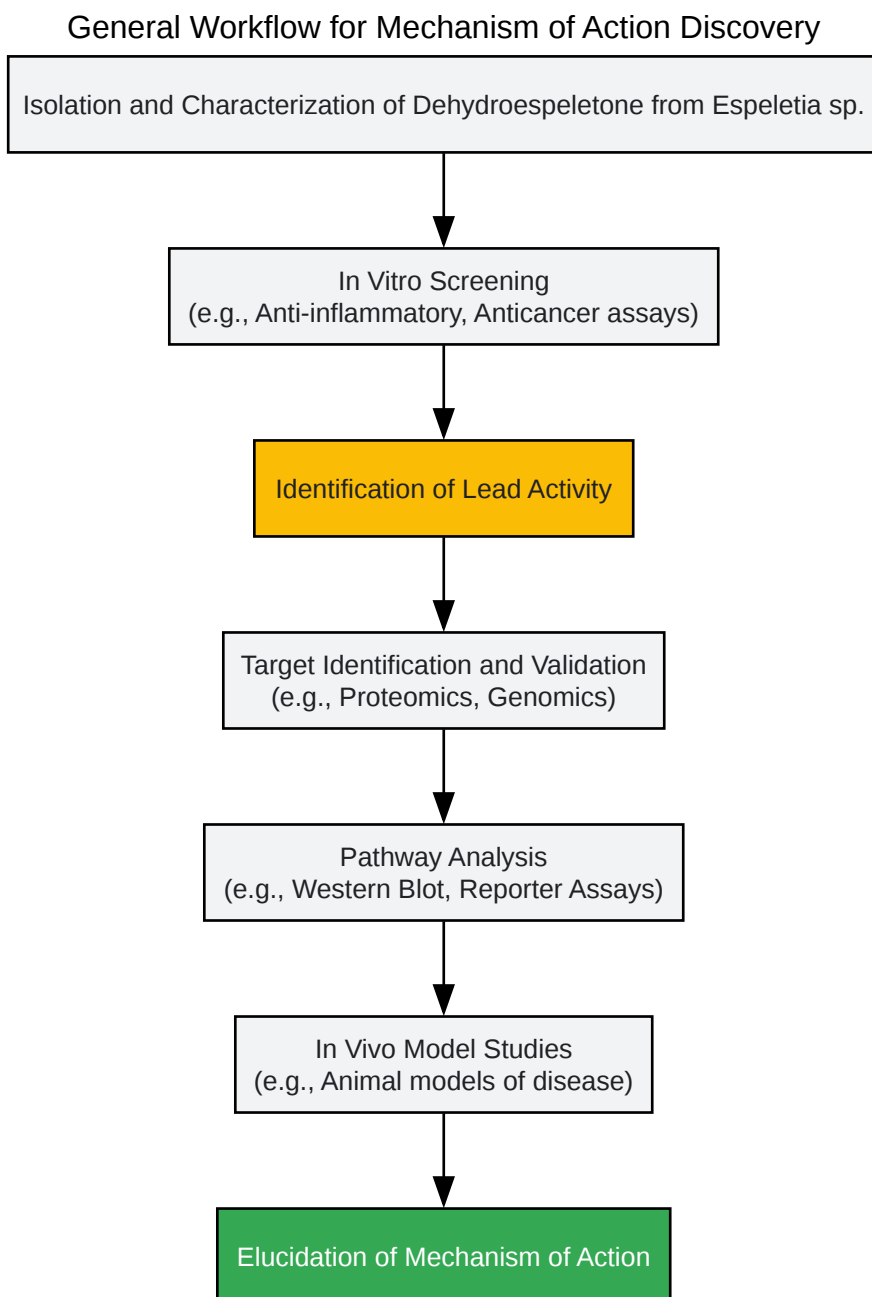 General Workflow for Mechanism of Action Discovery
Isolation and Characterization of Dehydroespeletone from Espeletia sp.
In Vitro Screening
(e.g., Anti-inflammatory, Anticancer assays)
Identification of Lead Activity
Target Identification and Validation
(e.g., Proteomics, Genomics)
Pathway Analysis
(e.g., Western Blot, Reporter Assays)
In Vivo Model Studies
(e.g., Animal models of disease)
Elucidation of Mechanism of Action